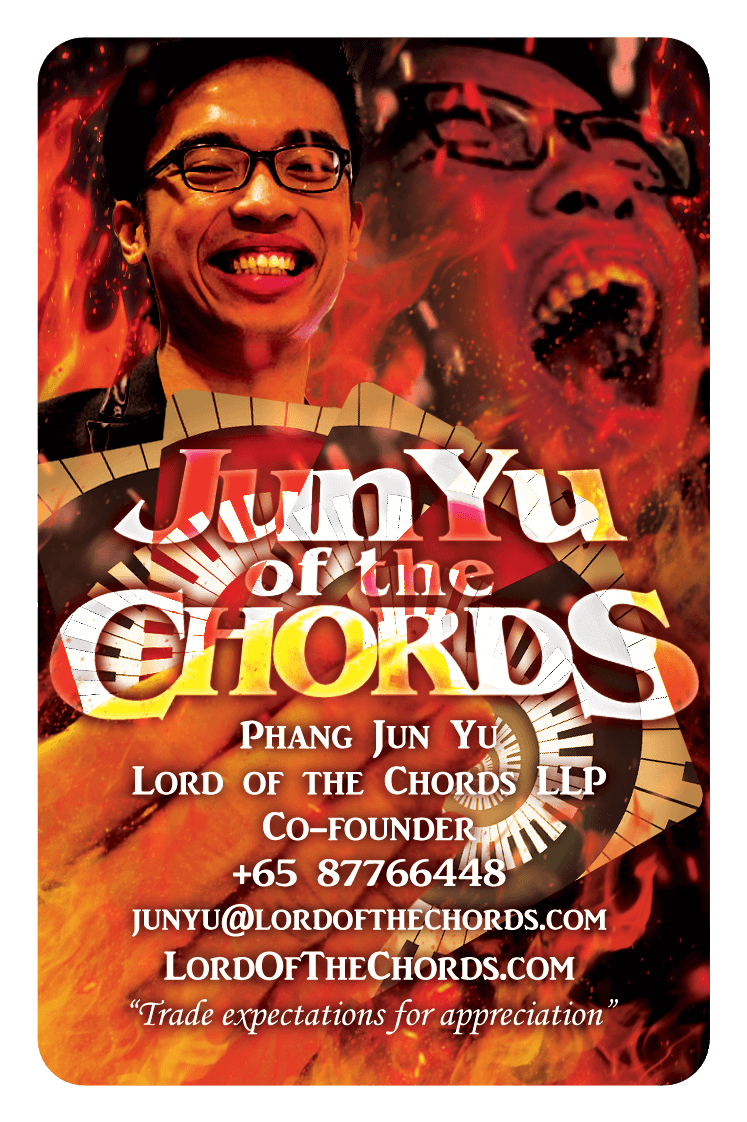 JunYu
of the
CHORDS
Phang Jun Yu
Lord of the Chords LLP
Co-founder
+65 87766448
junyu@lordofthechords.com
LordOfTheChords.com
“Trade expectations for appreciation”